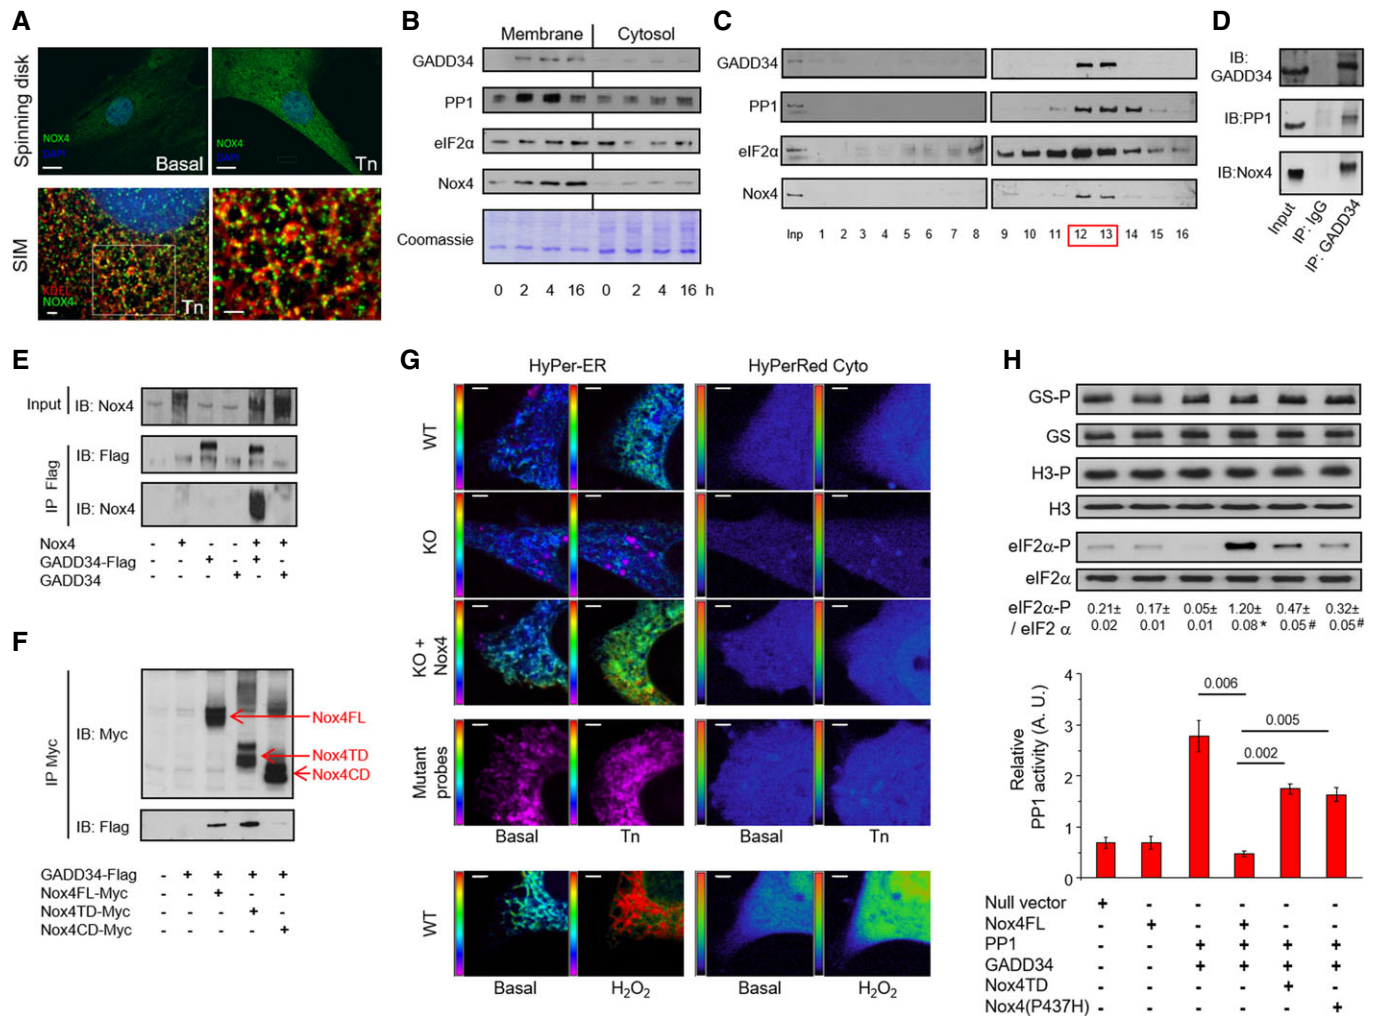 A
Spinning disk
NOX4
DAPI
Basal
NOX4
DAPI
Tn
SIM
KDEL
NOX4
Tn
B
Membrane Cytosol
GADD34
PP1
eIF2α
Nox4
Coomassie
0 2 4 16 0 2 4 16 h
C
GADD34
PP1
eIF2α
Nox4
Inp 1 2 3 4 5 6 7 8 9 10 11 12 13 14 15 16
D
IB:
GADD34
IB:PP1
IB:Nox4
Input
IP: IgG
IP: GADD34
E
Input IB: Nox4
IP Flag
IB: Flag
IB: Nox4
Nox4 - + - - + +
GADD34-Flag - - + - + -
GADD34 - - - + - +
F
IP Myc
IB: Myc
Nox4FL
Nox4TD
Nox4CD
IB: Flag
GADD34-Flag - + + + +
Nox4FL-Myc - - + - -
Nox4TD-Myc - - - + -
Nox4CD-Myc - - - - +
G
HyPer-ER HyPerRed Cyto
WT
KO
KO +
Nox4
Mutant
probes
Basal Tn Basal Tn
WT
Basal H2O2 Basal H2O2
H
GS-P
GS
H3-P
H3
eIF2α-P
eIF2α
eIF2α-P 0.21± 0.17± 0.05± 1.20± 0.47± 0.32±
/ eIF2 α 0.02 0.01 0.01 0.08 * 0.05 # 0.05 #
Relative
PP1 activity (A. U.)
4
3
2
1
0
0.006
0.005
0.002
Null vector + - - - - -
Nox4FL - + - + - -
PP1 - - + + + +
GADD34 - - + + + +
Nox4TD - - - - + -
Nox4(P437H) - - - - - +